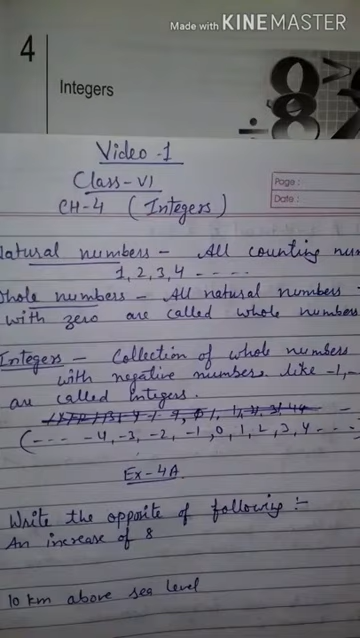 Made with KINEMASTER
4
Integers
Video-1
Class-VI
CH-4 (Integers)
Page:
Date:
Natural numbers - All counting num
1, 2, 3, 4 - - - -
Whole numbers - All natural numbers
with zero are called whole numbers
Integers - Collection of whole numbers
with negative numbers like -1, -
are called integers.
(- - - - -4, -3, -2, -1, 0, 1, 2, 3, 4 - - - -
Ex-4A
Write the opposite of following :-
An increase of 8
10 km above sea level